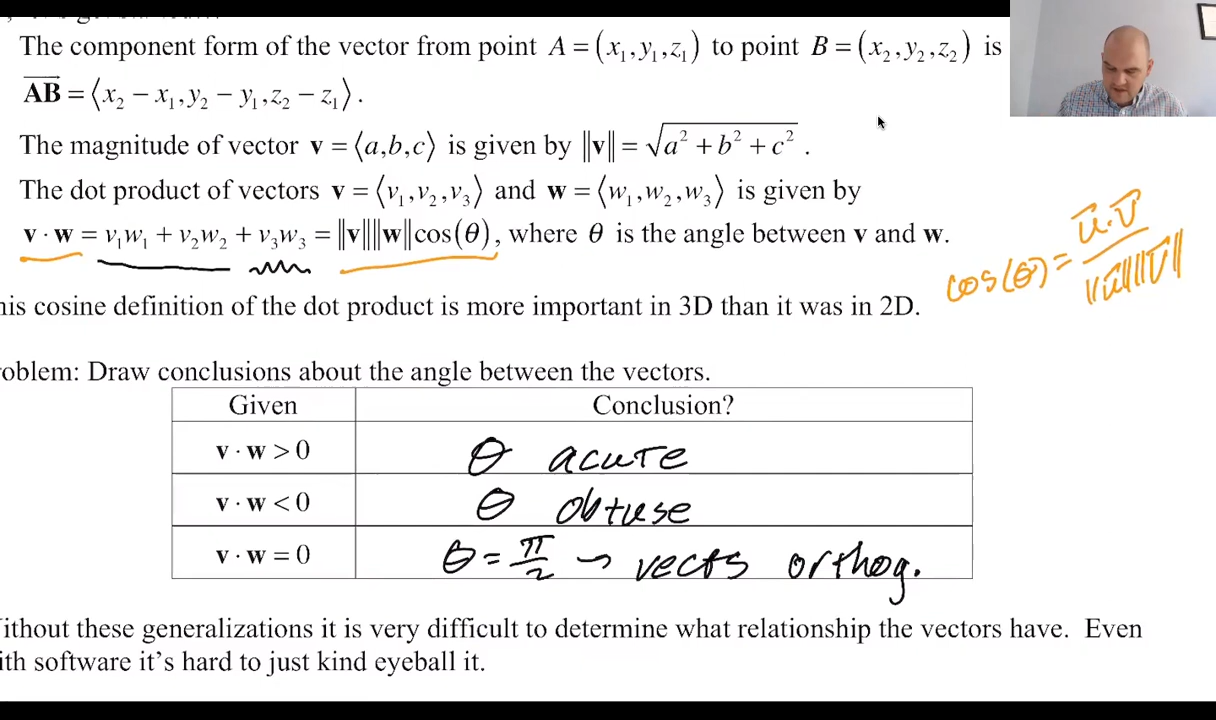 The component form of the vector from point A = (x₁, y₁, z₁) to point B = (x₂, y₂, z₂) is
AB = ⟨x₂ − x₁, y₂ − y₁, z₂ − z₁⟩.
The magnitude of vector v = ⟨a,b,c⟩ is given by ‖v‖ = √(a² + b² + c²).
The dot product of vectors v = ⟨v₁, v₂, v₃⟩ and w = ⟨w₁, w₂, w₃⟩ is given by
v · w = v₁w₁ + v₂w₂ + v₃w₃ = ‖v‖‖w‖cos(θ), where θ is the angle between v and w.
cos(θ) = u·v / ‖u‖‖v‖
his cosine definition of the dot product is more important in 3D than it was in 2D.
roblem: Draw conclusions about the angle between the vectors.
Given Conclusion?
v · w > 0 θ acute
v · w < 0 θ obtuse
v · w = 0 θ = π/2 → vects orthog.
ithout these generalizations it is very difficult to determine what relationship the vectors have. Even
ith software it's hard to just kind eyeball it.